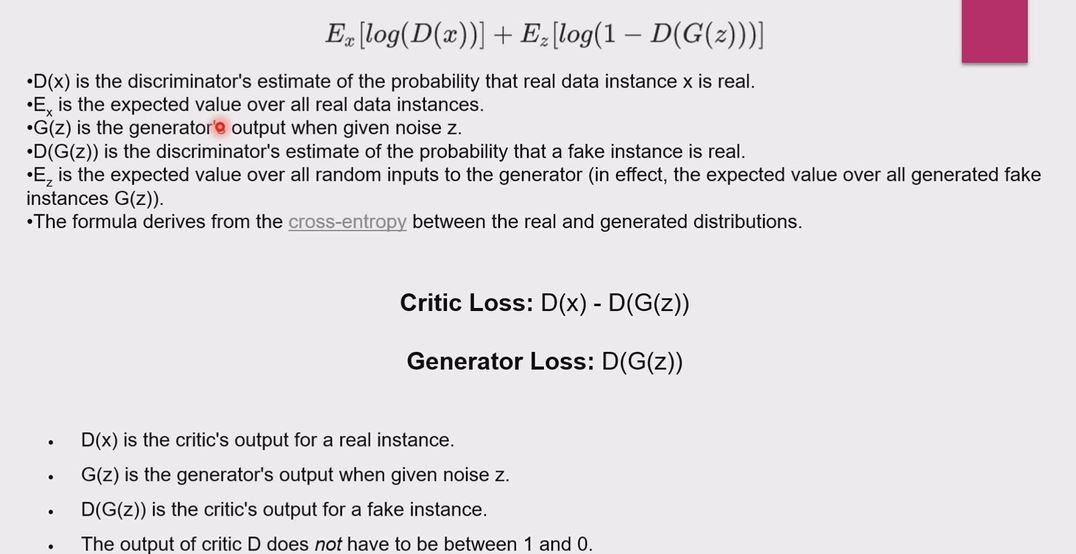 E_x[log(D(x))] + E_z[log(1 − D(G(z)))]
•D(x) is the discriminator's estimate of the probability that real data instance x is real.
•E_x is the expected value over all real data instances.
•G(z) is the generator's output when given noise z.
•D(G(z)) is the discriminator's estimate of the probability that a fake instance is real.
•E_z is the expected value over all random inputs to the generator (in effect, the expected value over all generated fake
instances G(z)).
•The formula derives from the cross-entropy between the real and generated distributions.
Critic Loss: D(x) - D(G(z))
Generator Loss: D(G(z))
• D(x) is the critic's output for a real instance.
• G(z) is the generator's output when given noise z.
• D(G(z)) is the critic's output for a fake instance.
• The output of critic D does not have to be between 1 and 0.